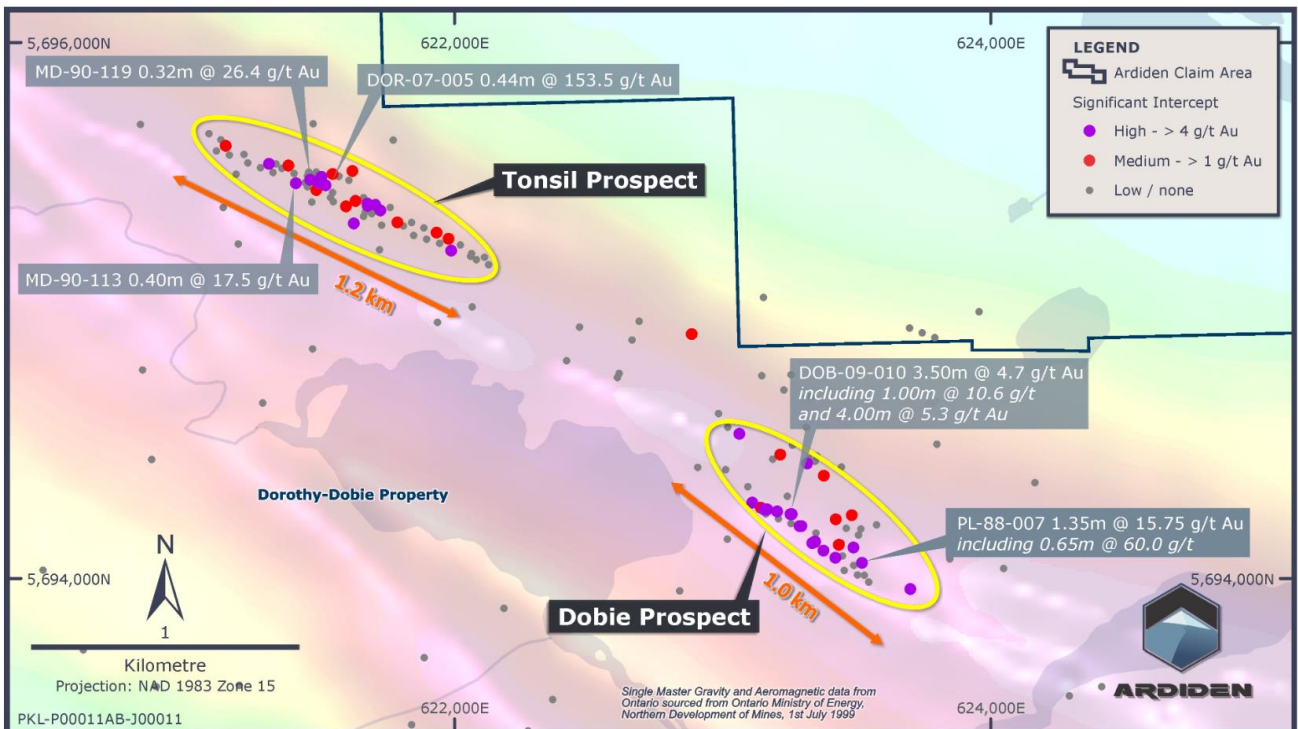 5,696,000N
622,000E
624,000E
MD-90-119 0.32m @ 26.4 g/t Au
DOR-07-005 0.44m @ 153.5 g/t Au
LEGEND
Ardiden Claim Area
Significant Intercept
High - > 4 g/t Au
Medium - > 1 g/t Au
Low / none
Tonsil Prospect
MD-90-113 0.40m @ 17.5 g/t Au
1.2 km
DOB-09-010 3.50m @ 4.7 g/t Au
including 1.00m @ 10.6 g/t
and 4.00m @ 5.3 g/t Au
Dorothy-Dobie Property
PL-88-007 1.35m @ 15.75 g/t Au
including 0.65m @ 60.0 g/t
N
5,694,000N
5,694,000N
1.0 km
Dobie Prospect
1
Kilometre
Projection: NAD 1983 Zone 15
Single Master Gravity and Aeromagnetic data from
Ontario sourced from Ontario Ministry of Energy,
Northern Development of Mines, 1st July 1999
ARDIDEN
PKL-P00011AB-J00011
622,000E
624,000E